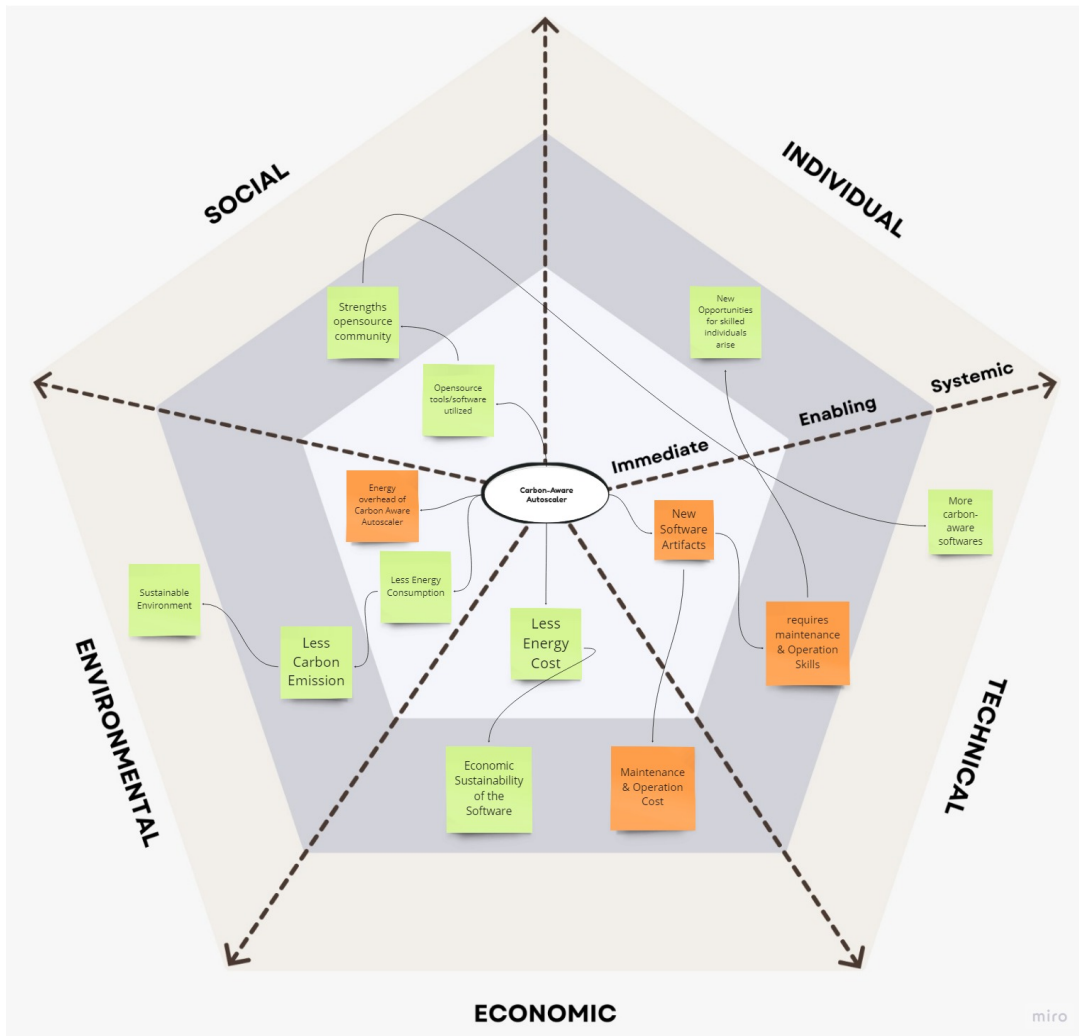 SOCIAL
INDIVIDUAL
Strengths
opensource
community
New
Opportunities
for skilled
individuals
arise
Opensource
tools/software
utilized
Systemic
Enabling
Immediate
Carbon-Aware
Autoscaler
Energy
overhead of
Carbon Aware
Autoscaler
New
Software
Artifacts
More
carbon-
aware
softwares
Sustainable
Environment
Less Energy
Consumption
Less
Carbon
Emission
Less
Energy
Cost
requires
maintenance
& Operation
Skills
ENVIRONMENTAL
TECHNICAL
Economic
Sustainability
of the
Software
Maintenance
& Operation
Cost
ECONOMIC
miro